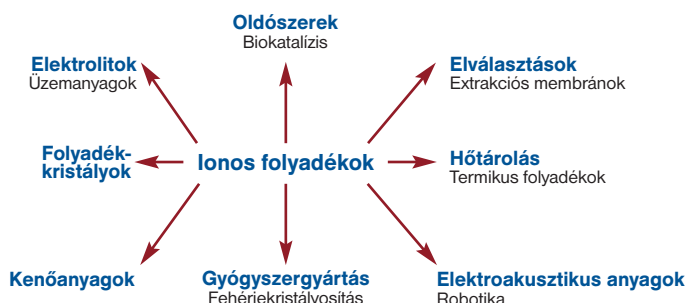 Oldószerek
Biokatalízis
Elektrolitok
Üzemanyagok
Elválasztások
Extrakciós membránok
Folyadék-
kristályok
Ionos folyadékok
Hőtárolás
Termikus folyadékok
Kenőanyagok
Gyógyszergyártás
Fehérjekristályosítás
Elektroakusztikus anyagok
Robotika